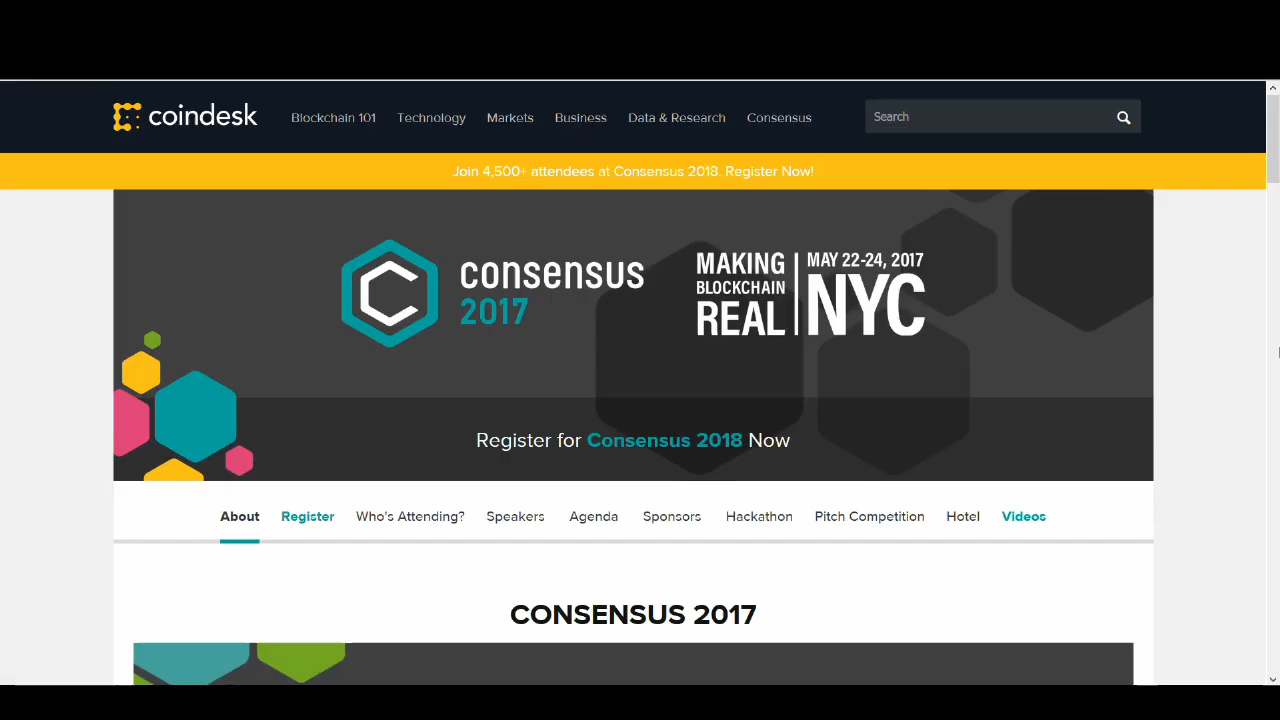 coindesk
Blockchain 101 Technology Markets Business Data & Research Consensus
Search
Join 4,500+ attendees at Consensus 2018. Register Now!
consensus
2017
MAKING
BLOCKCHAIN
REAL
MAY 22-24, 2017
NYC
Register for Consensus 2018 Now
About Register Who's Attending? Speakers Agenda Sponsors Hackathon Pitch Competition Hotel Videos
CONSENSUS 2017